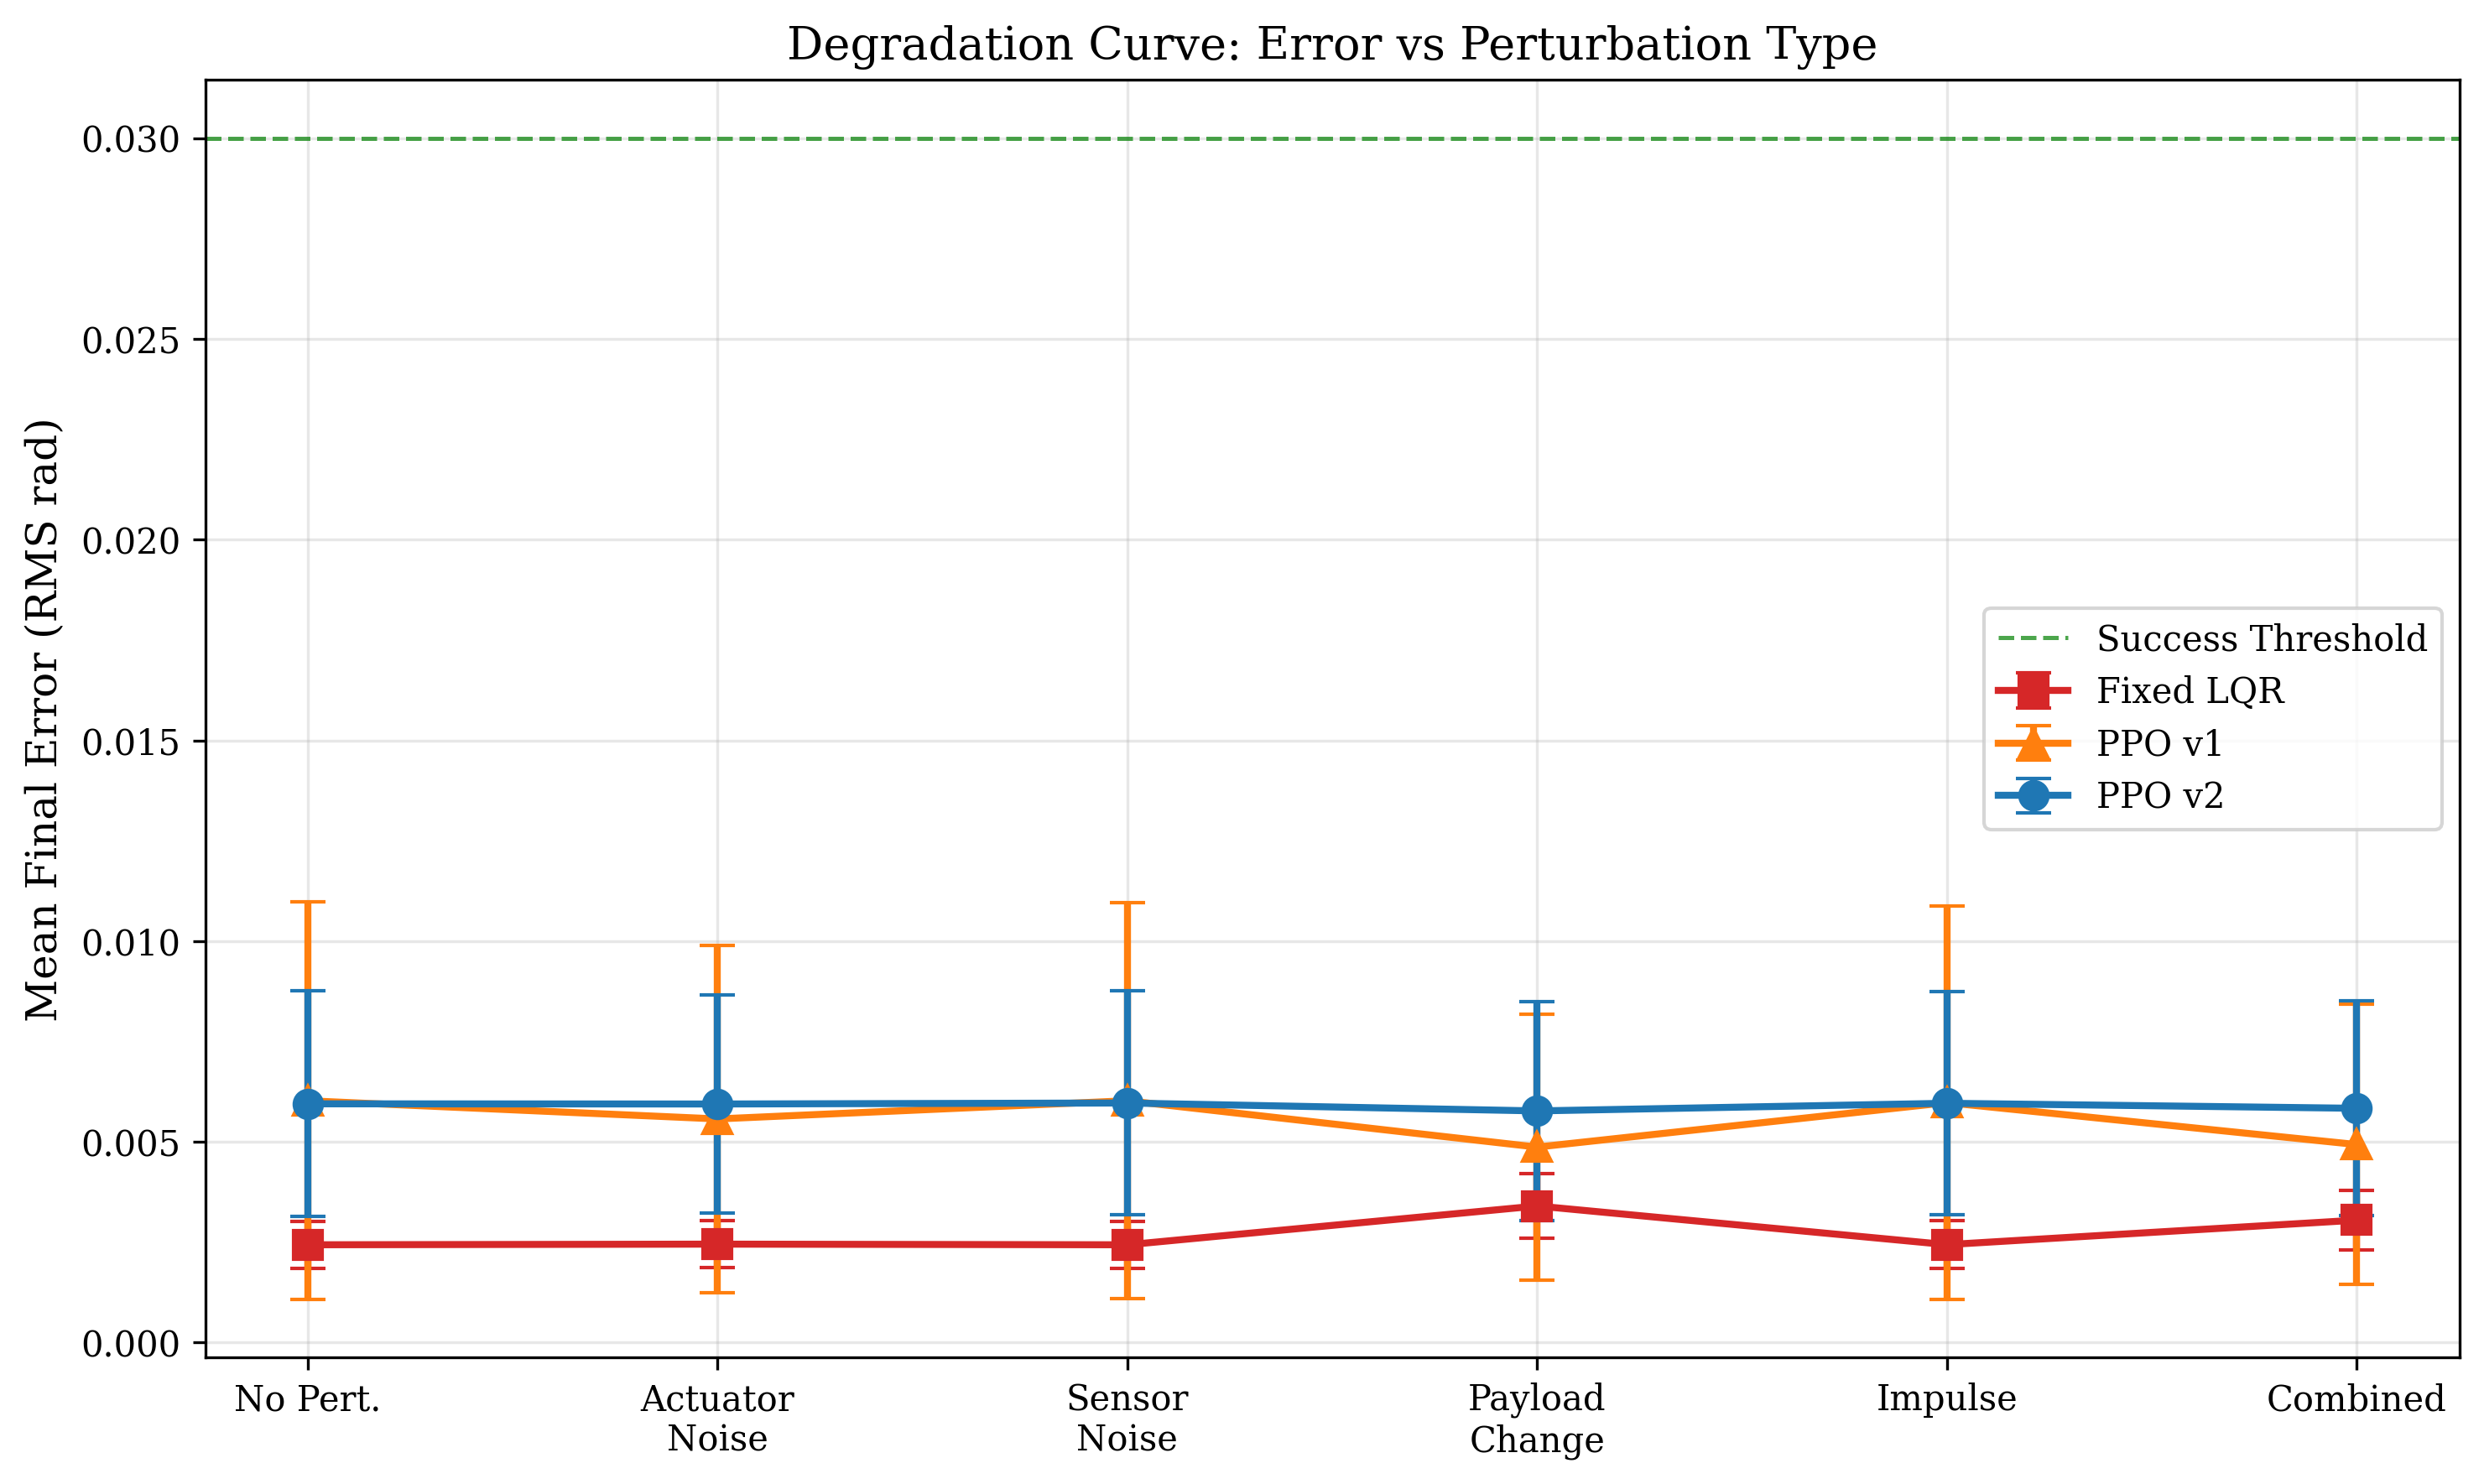 Degradation Curve: Error vs Perturbation Type
Mean Final Error (RMS rad)
0.030
0.025
0.020
0.015
0.010
0.005
0.000
Success Threshold
Fixed LQR
PPO v1
PPO v2
No Pert.
Actuator
Noise
Sensor
Noise
Payload
Change
Impulse
Combined